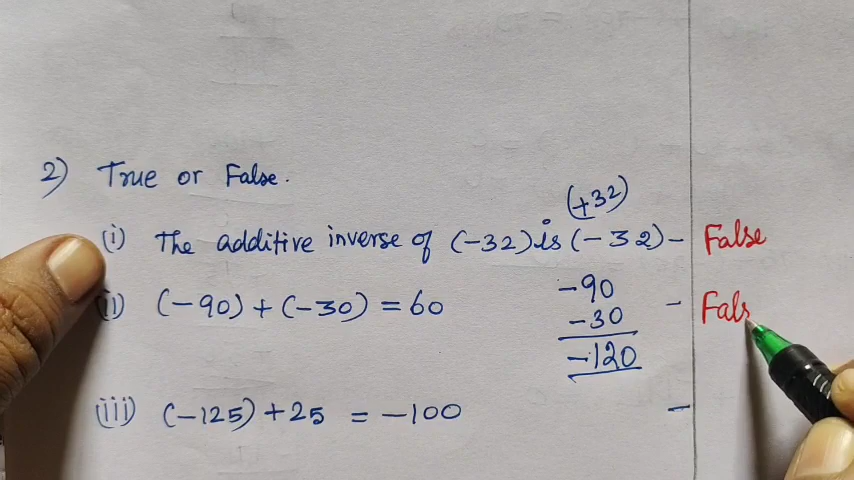 2) True or False.
(+32)
(i) The additive inverse of (-32) is (-32) - False
(ii) (-90) + (-30) = 60 - Fals
-90
-30
-120
(iii) (-125) + 25 = -100 -